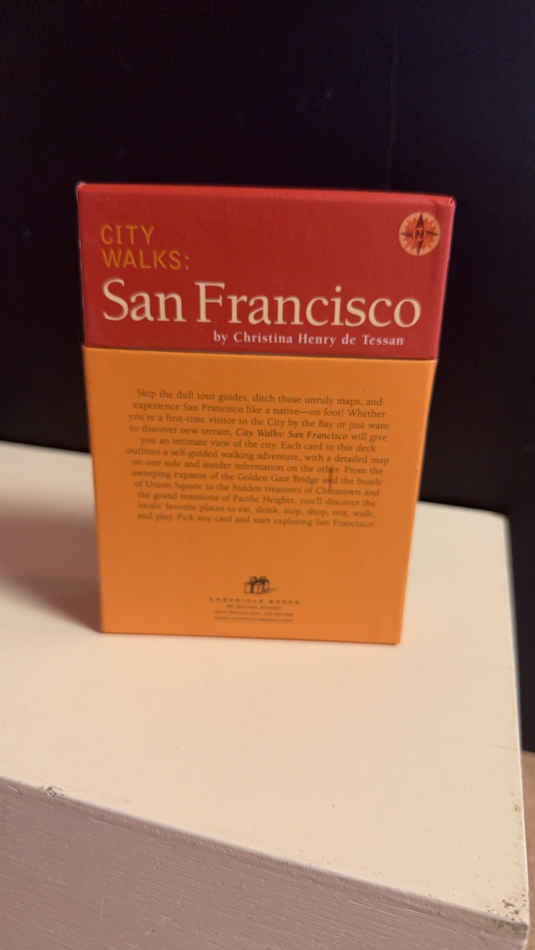 CITY
WALKS:
San Francisco
by Christina Henry de Tessan
N
Skip the dull tour guides, ditch those unruly maps, and
experience San Francisco like a native—on foot! Whether
you're a first-time visitor to the City by the Bay or just want
to discover new terrain, City Walks: San Francisco will give
you an intimate view of the city. Each card in this deck
outlines a self-guided walking adventure, with a detailed map
on one side and insider information on the other. From the
sweeping expanse of the Golden Gate Bridge and the bustle
of Union Square to the hidden treasures of Chinatown and
the grand mansions of Pacific Heights, you'll discover the
locals' favorite places to eat, drink, stop, shop, rest, walk,
and play. Pick any card and start exploring San Francisco!
CHRONICLE BOOKS